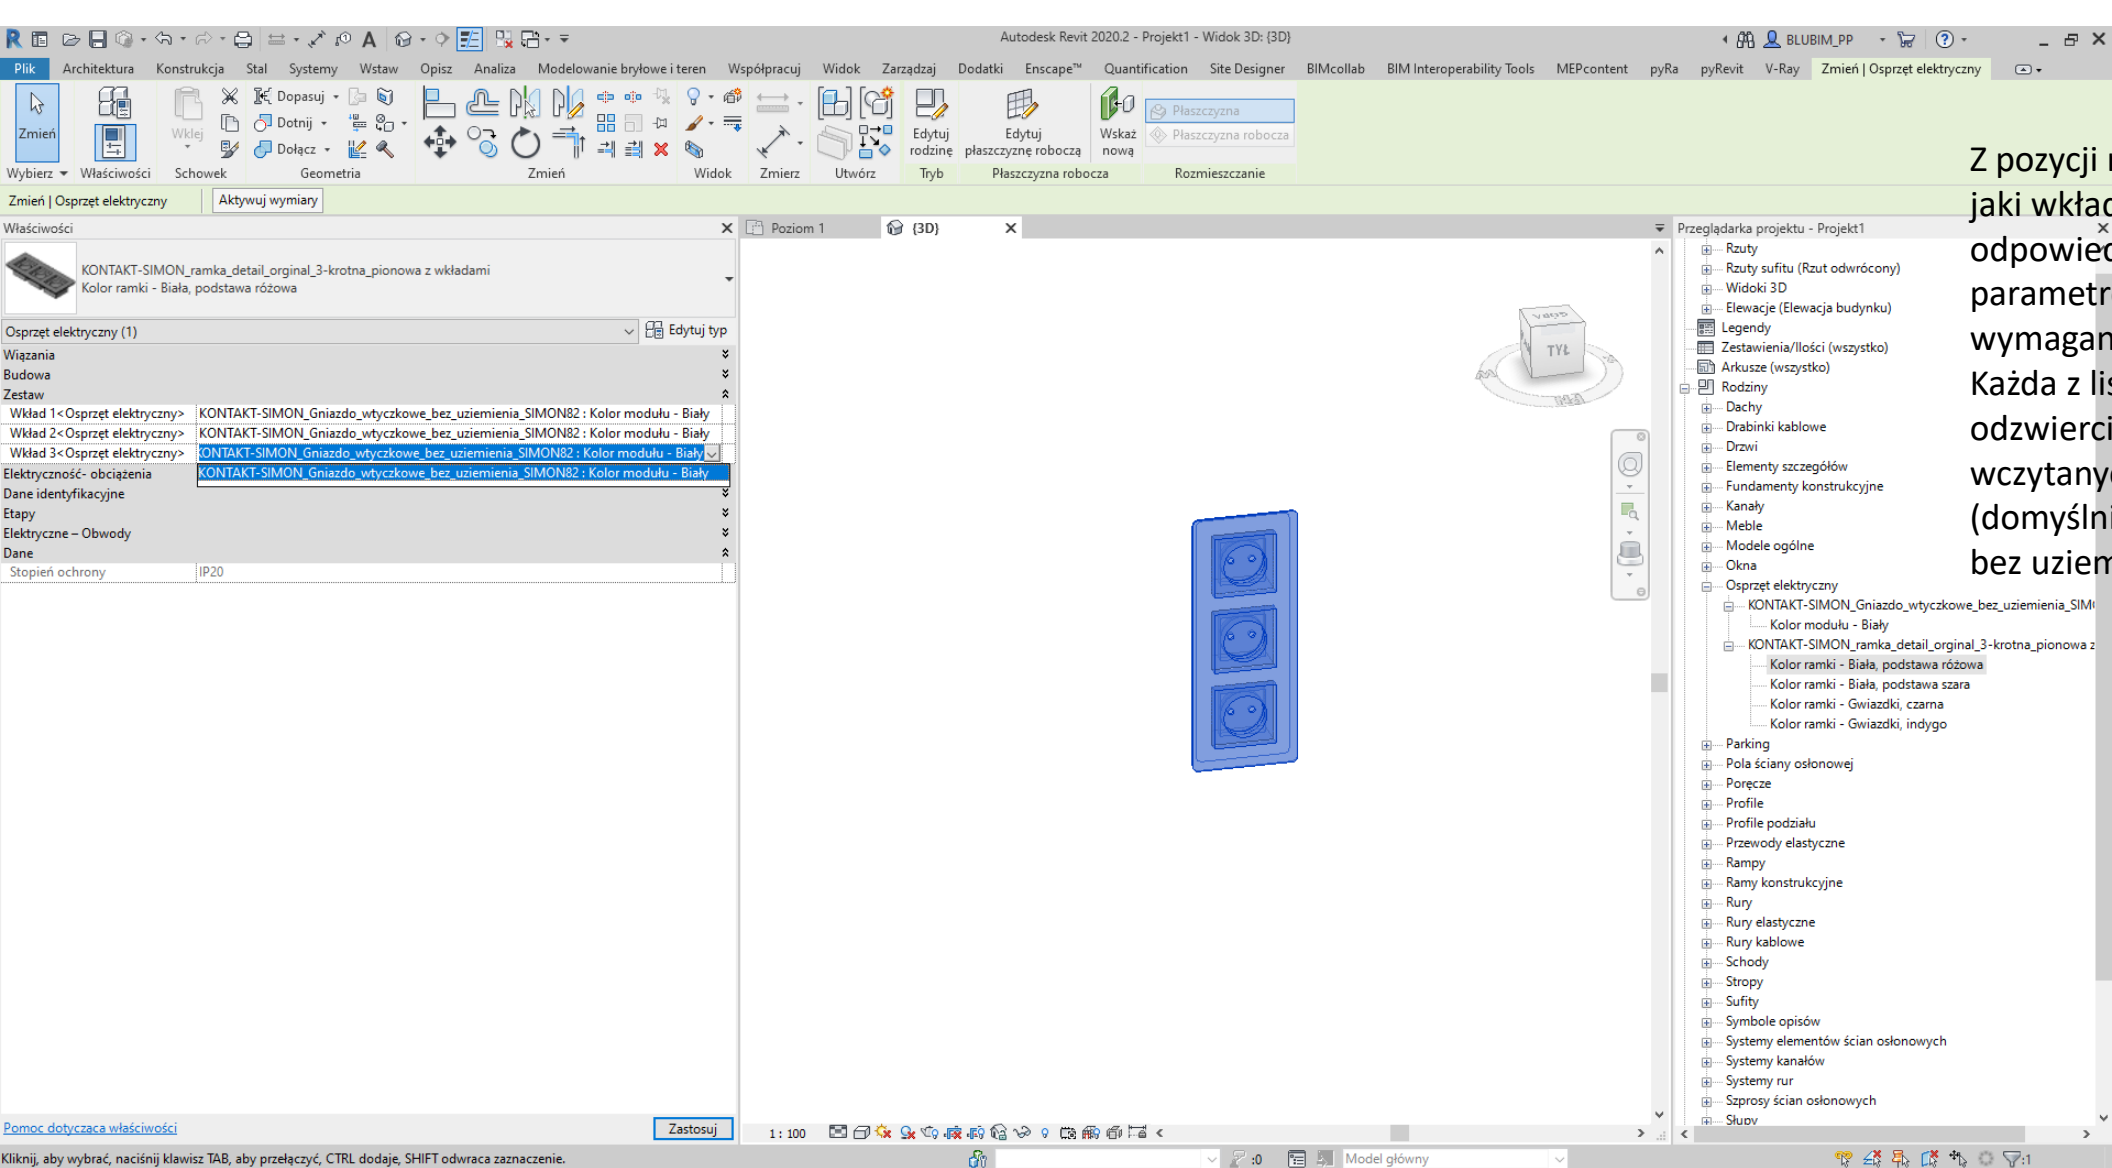 Autodesk Revit 2020.2 - Projekt1 - Widok 3D: {3D}
BLUBIM_PP
Plik Architektura Konstrukcja Stal Systemy Wstaw Opisz Analiza Modelowanie bryłowe i teren Współpracuj Widok Zarządzaj Dodatki Enscape™ Quantification Site Designer BIMcollab BIM Interoperability Tools MEPcontent pyRa pyRevit V-Ray Zmień | Osprzęt elektryczny
Zmień
Wklej
Dopasuj
Dotnij
Dołącz
Edytuj rodzinę
Edytuj płaszczyznę roboczą
Wskaż nową
Płaszczyzna
Płaszczyzna robocza
Wybierz Właściwości Schowek Geometria Zmień Widok Zmierz Utwórz Tryb Płaszczyzna robocza Rozmieszczanie
Zmień | Osprzęt elektryczny Aktywuj wymiary
Właściwości
KONTAKT-SIMON_ramka_detail_orginal_3-krotna_pionowa z wkładami
Kolor ramki - Biała, podstawa różowa
Osprzęt elektryczny (1) Edytuj typ
Wiązania
Budowa
Zestaw
Wkład 1<Osprzęt elektryczny> KONTAKT-SIMON_Gniazdo_wtyczkowe_bez_uziemienia_SIMON82 : Kolor modułu - Biały
Wkład 2<Osprzęt elektryczny> KONTAKT-SIMON_Gniazdo_wtyczkowe_bez_uziemienia_SIMON82 : Kolor modułu - Biały
Wkład 3<Osprzęt elektryczny> KONTAKT-SIMON_Gniazdo_wtyczkowe_bez_uziemienia_SIMON82 : Kolor modułu - Biały
Elektryczność- obciążenia KONTAKT-SIMON_Gniazdo_wtyczkowe_bez_uziemienia_SIMON82 : Kolor modułu - Biały
Dane identyfikacyjne
Etapy
Elektryczne – Obwody
Dane
Stopień ochrony IP20
Pomoc dotycząca właściwości Zastosuj
Poziom 1 {3D}
GÓRA
TYŁ
1 : 100
Przeglądarka projektu - Projekt1
Rzuty
Rzuty sufitu (Rzut odwrócony)
Widoki 3D
Elewacje (Elewacja budynku)
Legendy
Zestawienia/Ilości (wszystko)
Arkusze (wszystko)
Rodziny
Dachy
Drabinki kablowe
Drzwi
Elementy szczegółów
Fundamenty konstrukcyjne
Kanały
Meble
Modele ogólne
Okna
Osprzęt elektryczny
KONTAKT-SIMON_Gniazdo_wtyczkowe_bez_uziemienia_SIM
Kolor modułu - Biały
KONTAKT-SIMON_ramka_detail_orginal_3-krotna_pionowa z
Kolor ramki - Biała, podstawa różowa
Kolor ramki - Biała, podstawa szara
Kolor ramki - Gwiazdki, czarna
Kolor ramki - Gwiazdki, indygo
Parking
Pola ściany osłonowej
Poręcze
Profile
Profile podziału
Przewody elastyczne
Rampy
Ramy konstrukcyjne
Rury
Rury elastyczne
Rury kablowe
Schody
Stropy
Sufity
Symbole opisów
Systemy elementów ścian osłonowych
Systemy kanałów
Systemy rur
Szprosy ścian osłonowych
Słupy
Z pozycji
jaki wkła
odpowie
parametr
wymagan
Każda z lis
odzwierci
wczytany
(domyślni
bez uziem
Kliknij, aby wybrać, naciśnij klawisz TAB, aby przełączyć, CTRL dodaje, SHIFT odwraca zaznaczenie.
:0 Model główny :1